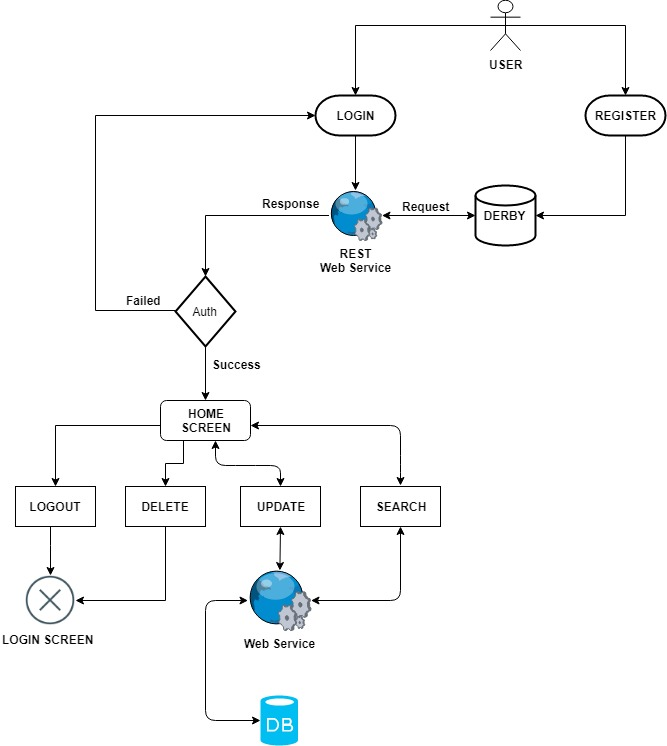 USER
LOGIN
REGISTER
Response
Request
DERBY
REST
Web Service
Failed
Auth
Success
HOME
SCREEN
LOGOUT
DELETE
UPDATE
SEARCH
LOGIN SCREEN
Web Service
DB